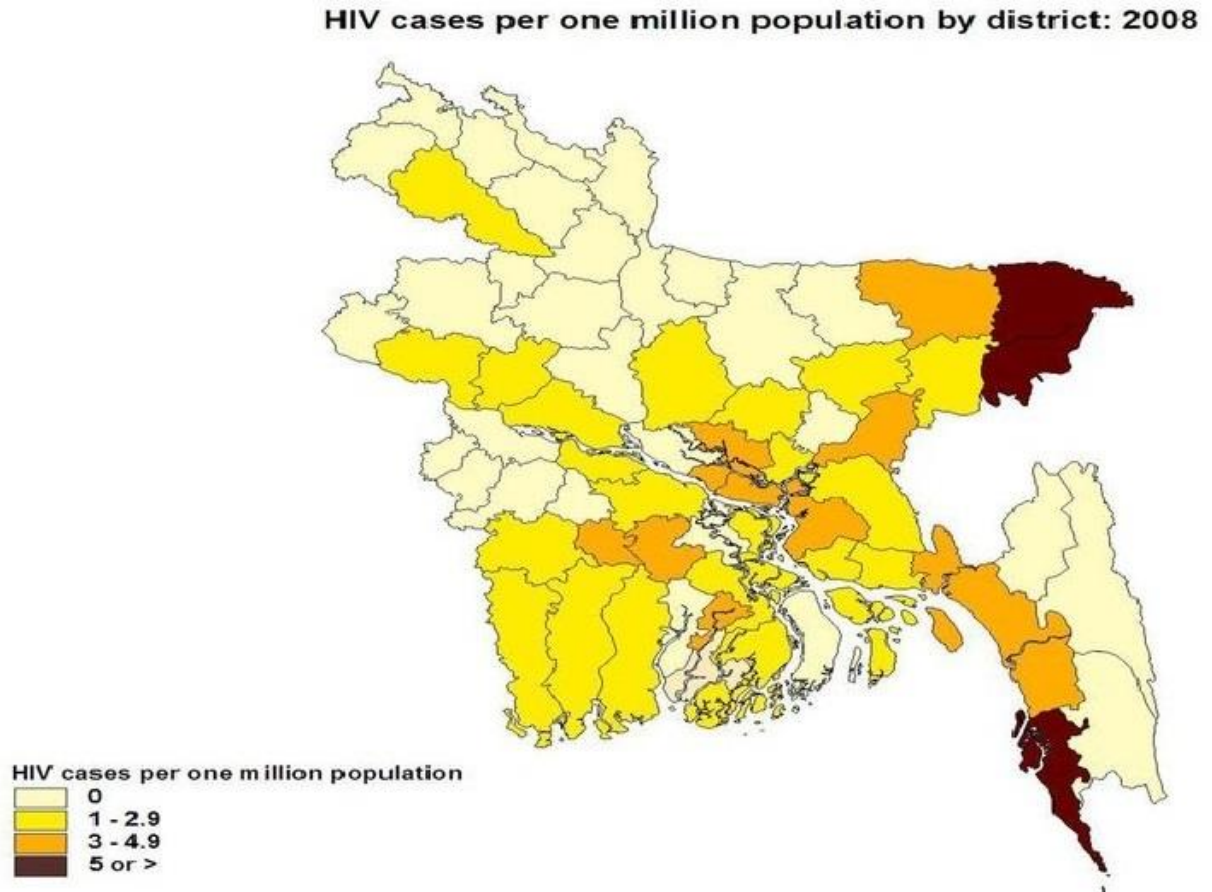 HIV cases per one million population by district: 2008
HIV cases per one million population
0
1 - 2.9
3 - 4.9
5 or >